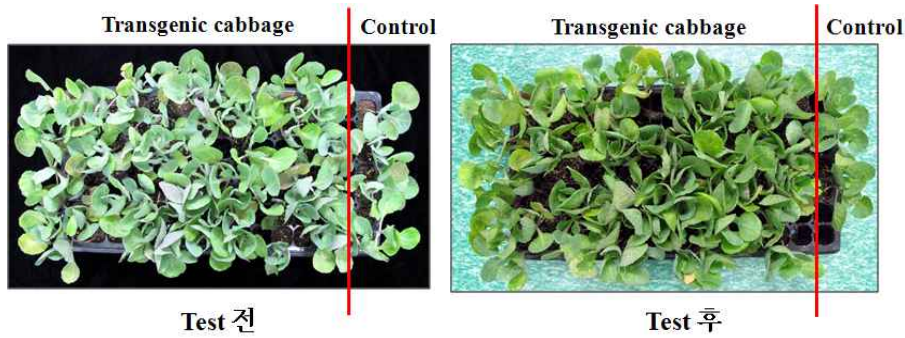 Transgenic cabbage Control
Transgenic cabbage Control
Test 전
Test 후